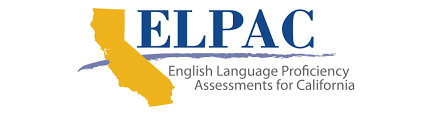 ELPAC
English Language Proficiency
Assessments for California